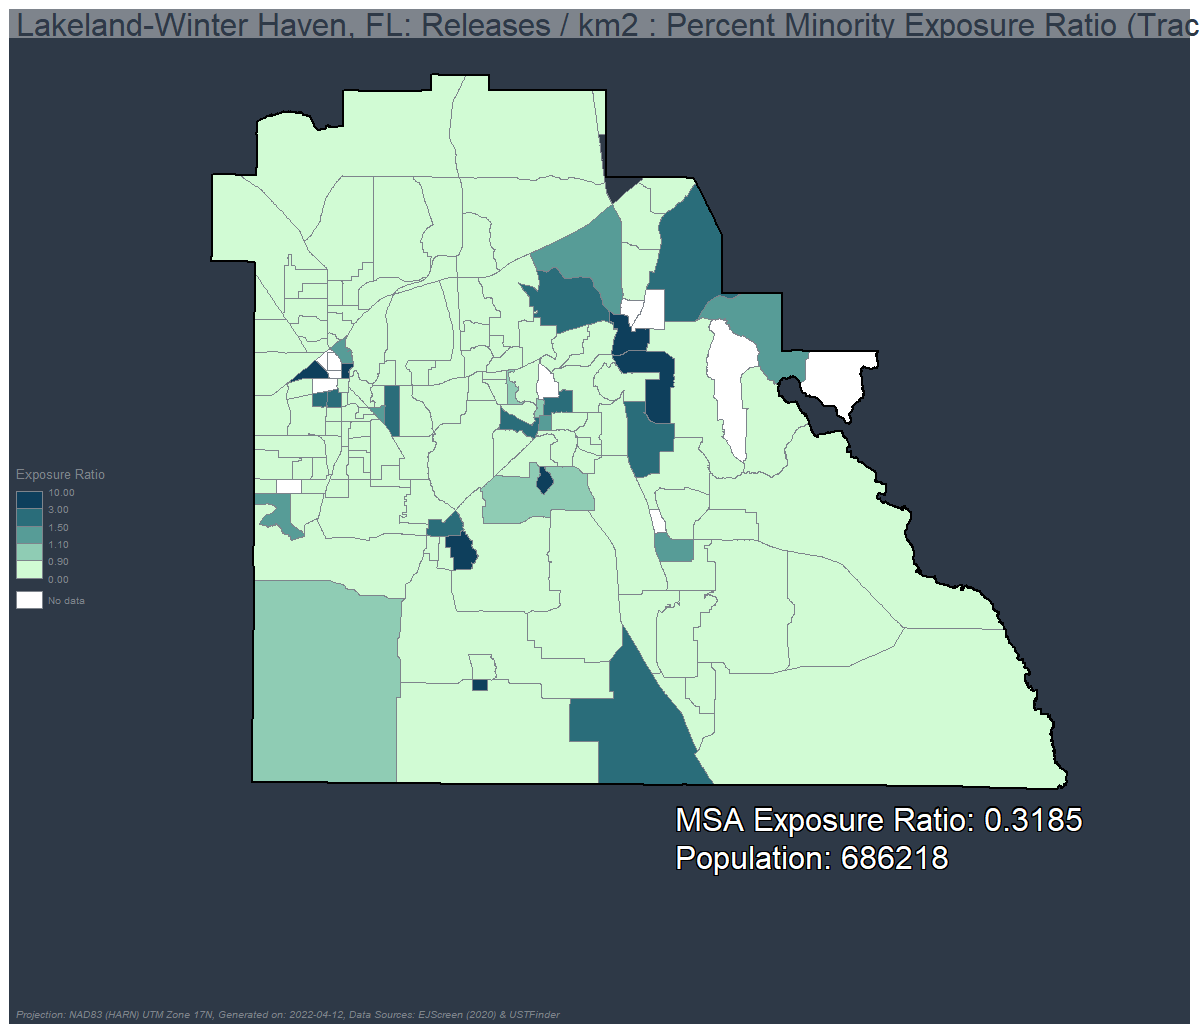 Lakeland-Winter Haven, FL: Releases / km2 : Percent Minority Exposure Ratio (Trac
Exposure Ratio
10.00
3.00
1.50
1.10
0.90
0.00
No data
MSA Exposure Ratio: 0.3185
Population: 686218
Projection: NAD83 (HARN) UTM Zone 17N, Generated on: 2022-04-12, Data Sources: EJScreen (2020) & USTFinder